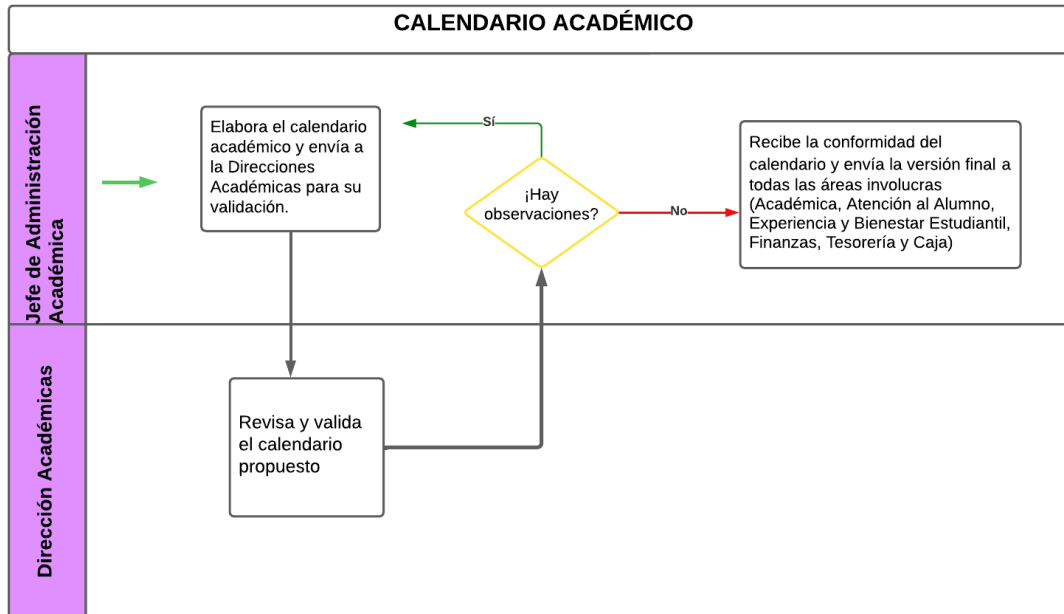 CALENDARIO ACADÉMICO
Jefe de Administración
Académica
Elabora el calendario
académico y envía a
la Direcciones
Académicas para su
validación.
Sí
¡Hay
observaciones?
No
Recibe la conformidad del
calendario y envía la versión final a
todas las áreas involucras
(Académica, Atención al Alumno,
Experiencia y Bienestar Estudiantil,
Finanzas, Tesorería y Caja)
Dirección Académicas
Revisa y valida
el calendario
propuesto